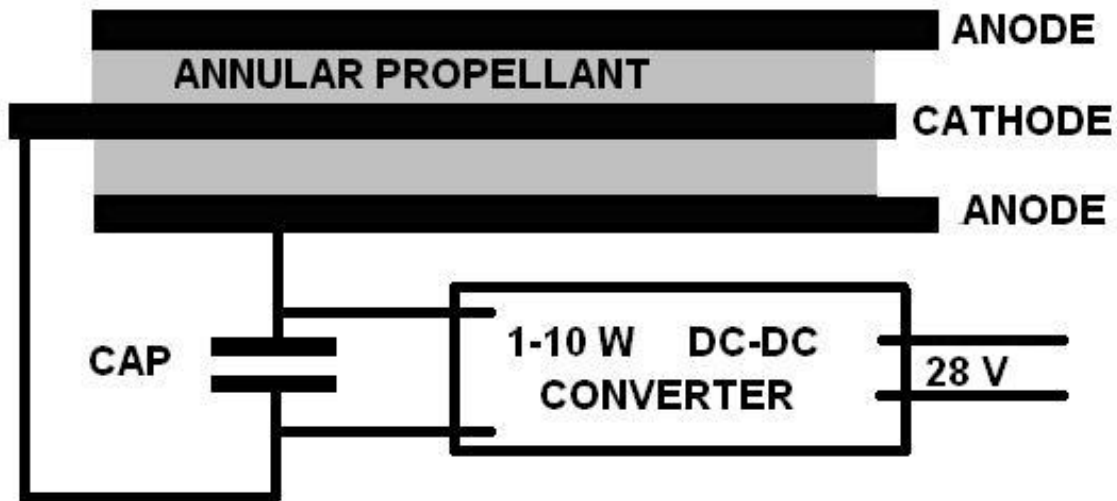 ANODE
ANNULAR PROPELLANT
CATHODE
ANODE
CAP
1-10 W DC-DC
CONVERTER
28 V